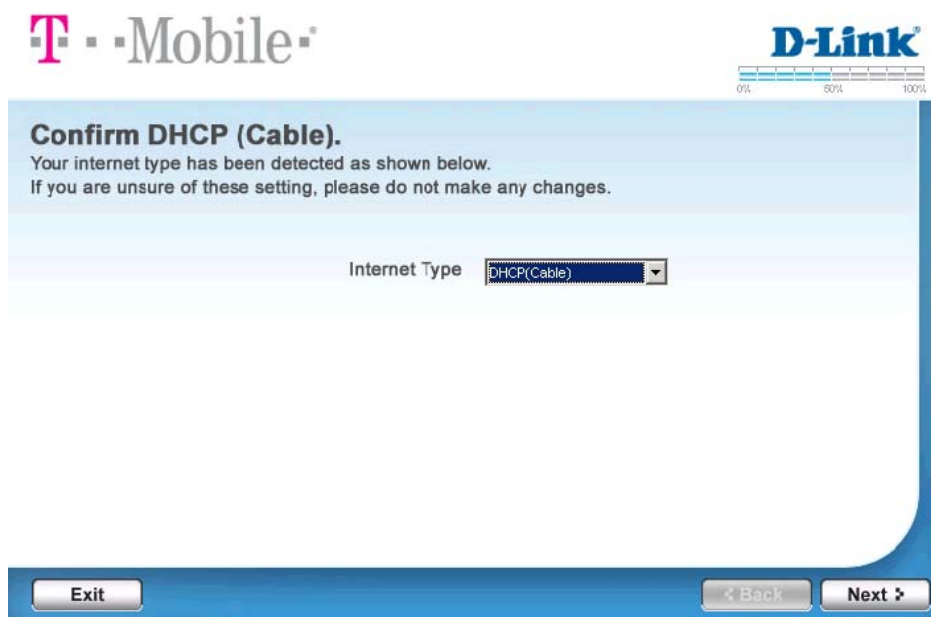 T · · Mobile ·
D-Link
0% 50% 100%
Confirm DHCP (Cable).
Your internet type has been detected as shown below.
If you are unsure of these setting, please do not make any changes.
Internet Type DHCP(Cable)
Exit < Back Next >